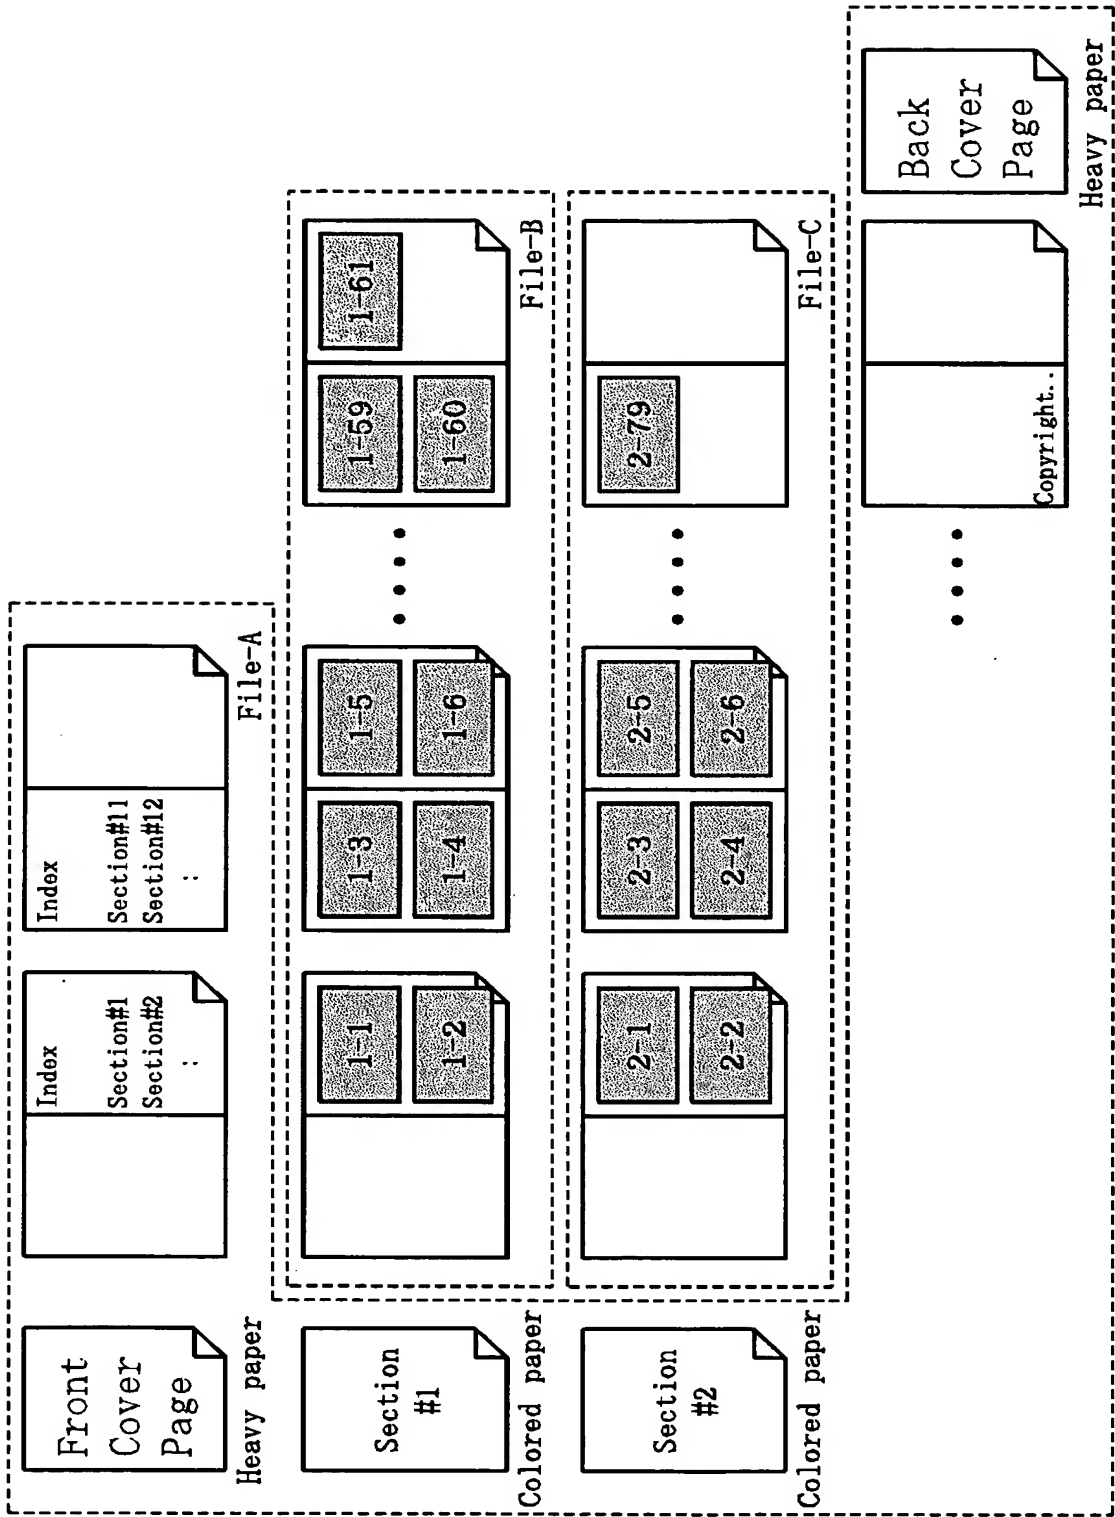 Front
Cover
Page
Heavy paper
Index
Section#1
Section#2
:
Index
Section#11
Section#12
:
File-A
Section
#1
Colored paper
1-1
1-2
1-3
1-4
1-5
1-6
1-59
1-60
1-61
File-B
Section
#2
Colored paper
2-1
2-2
2-3
2-4
2-5
2-6
2-79
File-C
Copyright..
Back
Cover
Page
Heavy paper